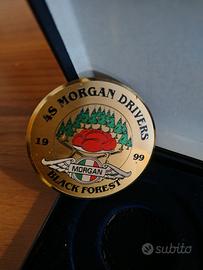 4S MORGAN DRIVERS
19 99
MORGAN
BLACK FOREST
subito